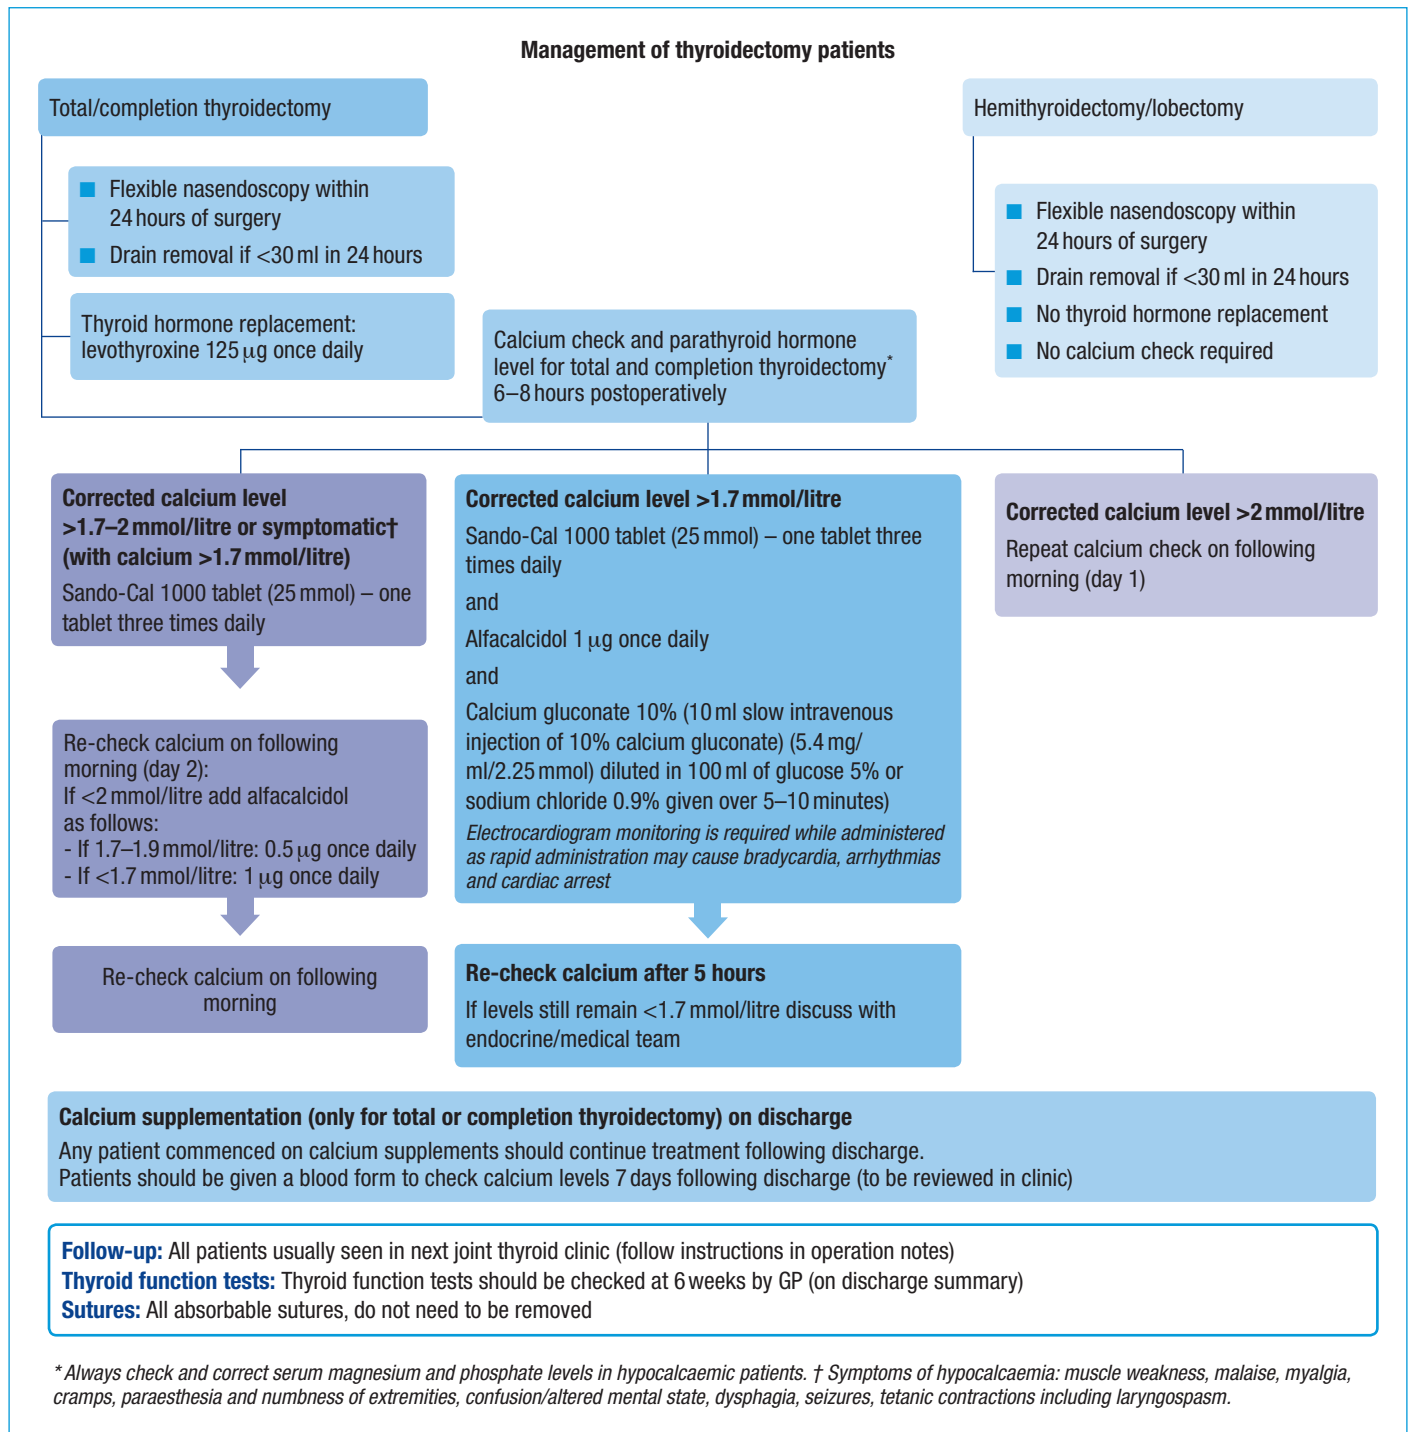 Management of thyroidectomy patients
Total/completion thyroidectomy
■ Flexible nasendoscopy within
24 hours of surgery
■ Drain removal if <30 ml in 24 hours
Thyroid hormone replacement:
levothyroxine 125 µg once daily
Hemithyroidectomy/lobectomy
■ Flexible nasendoscopy within
24 hours of surgery
■ Drain removal if <30 ml in 24 hours
■ No thyroid hormone replacement
■ No calcium check required
Calcium check and parathyroid hormone
level for total and completion thyroidectomy*
6–8 hours postoperatively
Corrected calcium level
>1.7–2 mmol/litre or symptomatic†
(with calcium >1.7 mmol/litre)
Sando-Cal 1000 tablet (25 mmol) – one
tablet three times daily
Re-check calcium on following
morning (day 2):
If <2 mmol/litre add alfacalcidol
as follows:
- If 1.7–1.9 mmol/litre: 0.5 µg once daily
- If <1.7 mmol/litre: 1 µg once daily
Re-check calcium on following
morning
Corrected calcium level >1.7 mmol/litre
Sando-Cal 1000 tablet (25 mmol) – one tablet three
times daily
and
Alfacalcidol 1 µg once daily
and
Calcium gluconate 10% (10 ml slow intravenous
injection of 10% calcium gluconate) (5.4 mg/
ml/2.25 mmol) diluted in 100 ml of glucose 5% or
sodium chloride 0.9% given over 5–10 minutes)
Electrocardiogram monitoring is required while administered
as rapid administration may cause bradycardia, arrhythmias
and cardiac arrest
Re-check calcium after 5 hours
If levels still remain <1.7 mmol/litre discuss with
endocrine/medical team
Corrected calcium level >2 mmol/litre
Repeat calcium check on following
morning (day 1)
Calcium supplementation (only for total or completion thyroidectomy) on discharge
Any patient commenced on calcium supplements should continue treatment following discharge.
Patients should be given a blood form to check calcium levels 7 days following discharge (to be reviewed in clinic)
Follow-up: All patients usually seen in next joint thyroid clinic (follow instructions in operation notes)
Thyroid function tests: Thyroid function tests should be checked at 6 weeks by GP (on discharge summary)
Sutures: All absorbable sutures, do not need to be removed
* Always check and correct serum magnesium and phosphate levels in hypocalcaemic patients. † Symptoms of hypocalcaemia: muscle weakness, malaise, myalgia,
cramps, paraesthesia and numbness of extremities, confusion/altered mental state, dysphagia, seizures, tetanic contractions including laryngospasm.